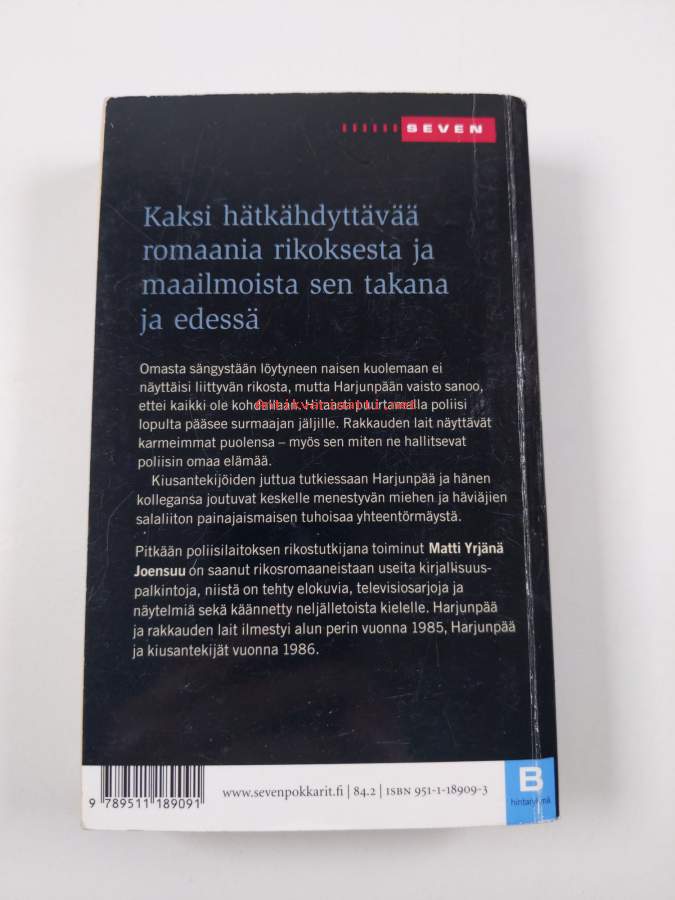 SEVEN
Kaksi hätkähdyttävää
romaania rikoksesta ja
maailmoista sen takana
ja edessä
Omasta sängystään löytyneen naisen kuolemaan ei
näyttäisi liittyvän rikosta, mutta Harjunpään vaisto sanoo,
ettei kaikki ole kohdallaan. Hitaasti puurtamalla poliisi
lopulta pääsee surmaajan jäljille. Rakkauden lait näyttävät
karmeimmat puolensa – myös sen miten ne hallitsevat
poliisin omaa elämää.
Kiusantekijöiden juttua tutkiessaan Harjunpää ja hänen
kollegansa joutuvat keskelle menestyvän miehen ja häviäjien
salaliiton painajaismaisen tuhoisaa yhteentörmäystä.
Pitkään poliisilaitoksen rikostutkijana toiminut Matti Yrjänä
Joensuu on saanut rikosromaaneistaan useita kirjallisuus-
palkintoja, niistä on tehty elokuvia, televisiosarjoja ja
näytelmiä sekä käännetty neljälletoista kielelle. Harjunpää
ja rakkauden lait ilmestyi alun perin vuonna 1985, Harjunpää
ja kiusantekijät vuonna 1986.
www.sevenpokkarit.fi | 84.2 | ISBN 951-1-18909-3
B
hintaryhmä
9 789511 189091